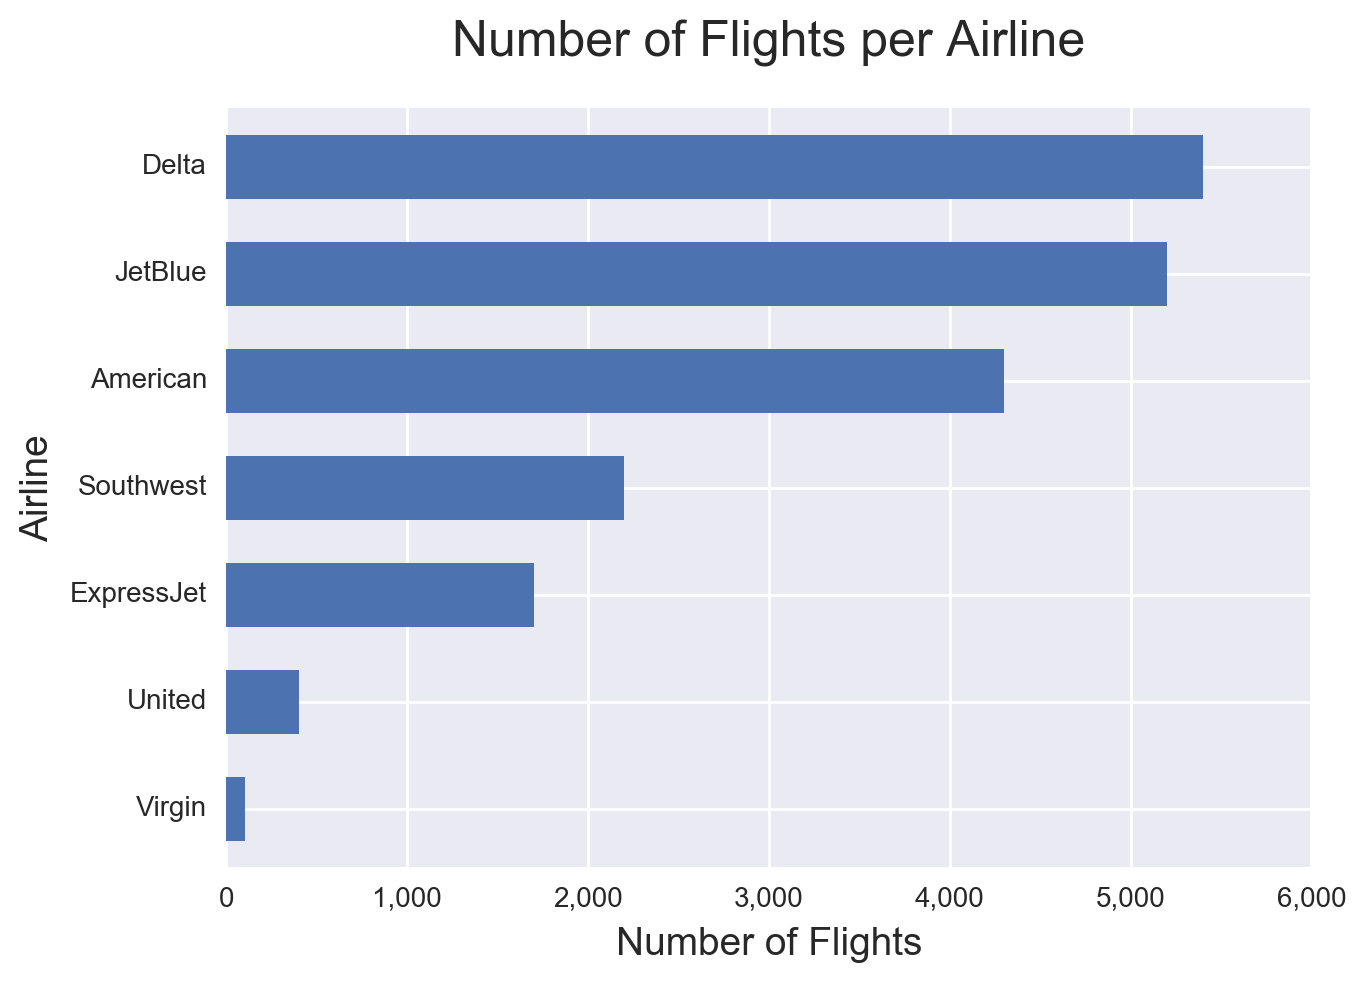 Number of Flights per Airline
Delta
JetBlue
American
Southwest
ExpressJet
United
Virgin
Airline
0 1,000 2,000 3,000 4,000 5,000 6,000
Number of Flights